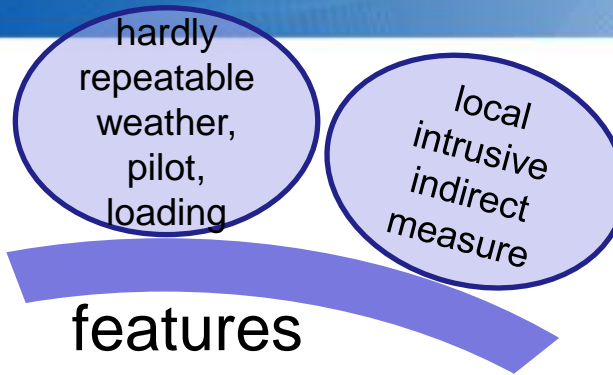 hardly
repeatable
weather,
pilot,
loading
local
intrusive
indirect
measure
features